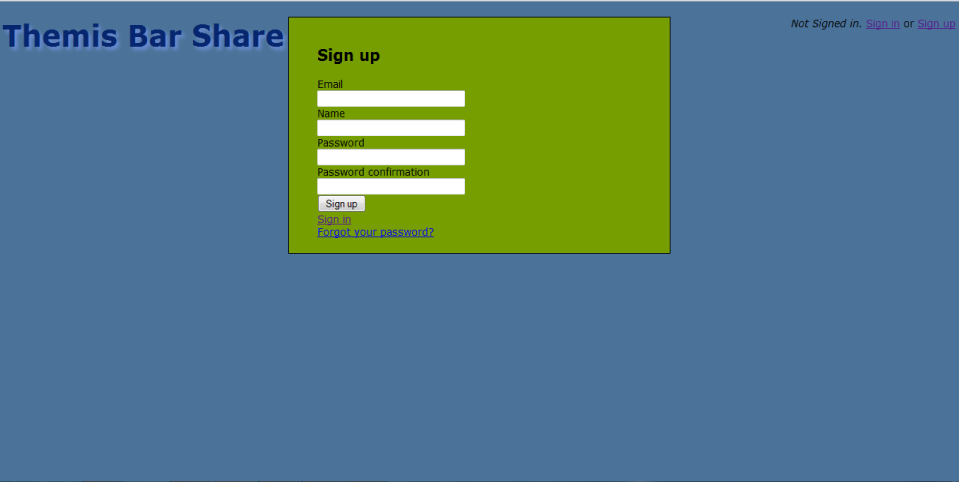 Themis Bar Share
Not Signed in. Sign in or Sign up
Sign up
Email
Name
Password
Password confirmation
Sign up
Sign in
Forgot your password?